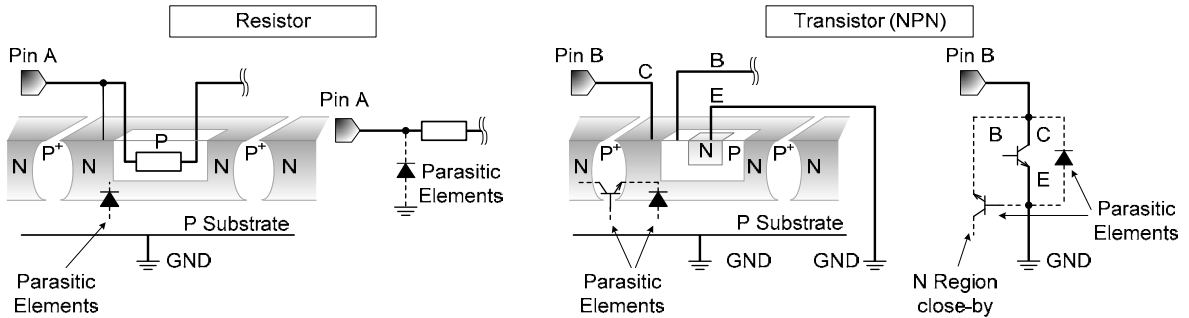 Resistor
Transistor (NPN)
Pin A
N
P+
N
P
N
P+
N
P Substrate
GND
Parasitic
Elements
Pin A
Parasitic
Elements
Pin B
C
B
E
N
P+
N
P
P+
N
N
P Substrate
GND
GND
Parasitic
Elements
Pin B
B
C
E
Parasitic
Elements
N Region
close-by
GND